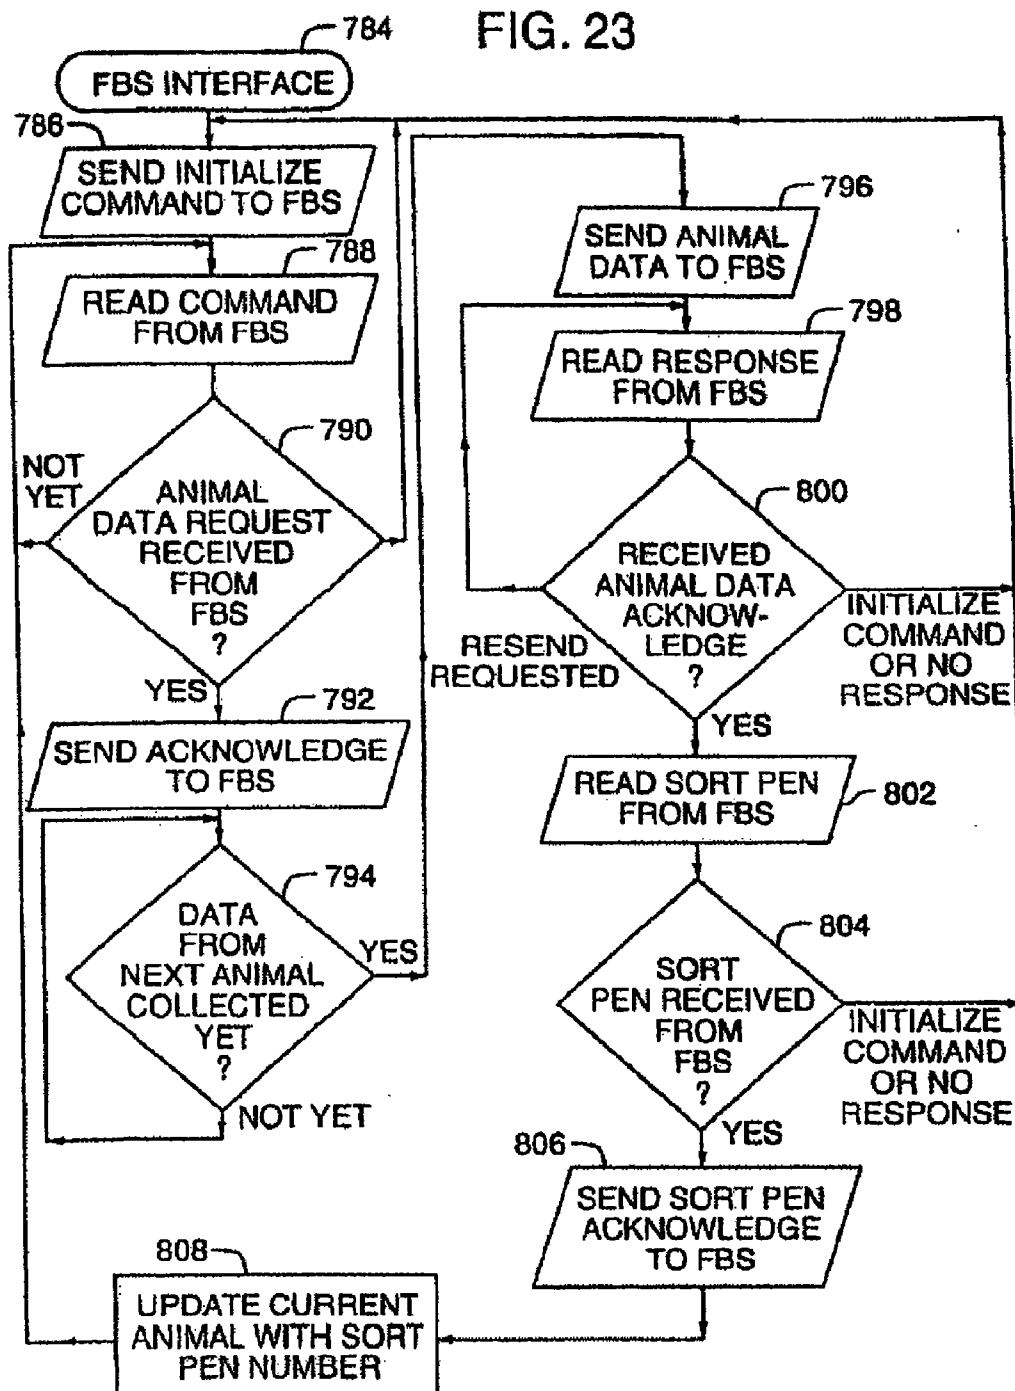 FIG. 23
784
FBS INTERFACE
786
SEND INITIALIZE
COMMAND TO FBS
788
READ COMMAND
FROM FBS
790
NOT
YET
ANIMAL
DATA REQUEST
RECEIVED
FROM
FBS
?
YES
792
SEND ACKNOWLEDGE
TO FBS
794
DATA
FROM
NEXT ANIMAL
COLLECTED
YET
?
YES
NOT YET
796
SEND ANIMAL
DATA TO FBS
798
READ RESPONSE
FROM FBS
800
RECEIVED
ANIMAL DATA
ACKNOW-
LEDGE
?
RESEND
REQUESTED
INITIALIZE
COMMAND
OR NO
RESPONSE
YES
READ SORT PEN
FROM FBS
802
804
SORT
PEN RECEIVED
FROM
FBS
?
INITIALIZE
COMMAND
OR NO
RESPONSE
YES
806
SEND SORT PEN
ACKNOWLEDGE
TO FBS
808
UPDATE CURRENT
ANIMAL WITH SORT
PEN NUMBER